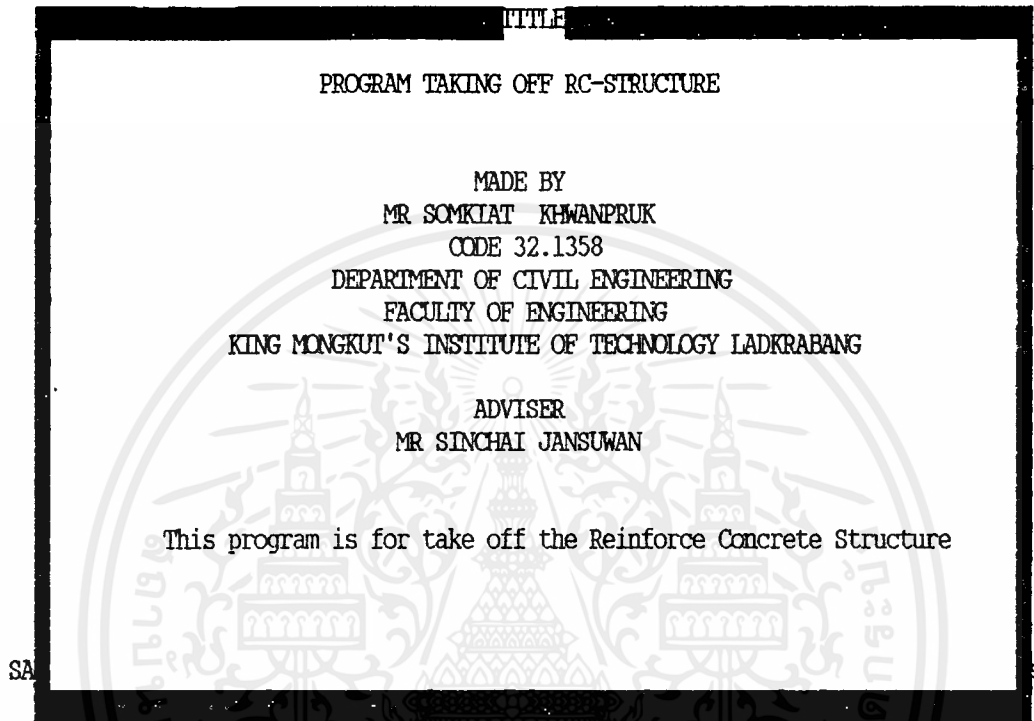 TITLE
PROGRAM TAKING OFF RC-STRUCTURE
MADE BY
MR SOMKIAT KHWANPRUK
CODE 32.1358
DEPARTMENT OF CIVIL ENGINEERING
FACULTY OF ENGINEERING
KING MONGKUT'S INSTITUTE OF TECHNOLOGY LADKRABANG
ADVISER
MR SINCHAI JANSUWAN
This program is for take off the Reinforce Concrete Structure
SA